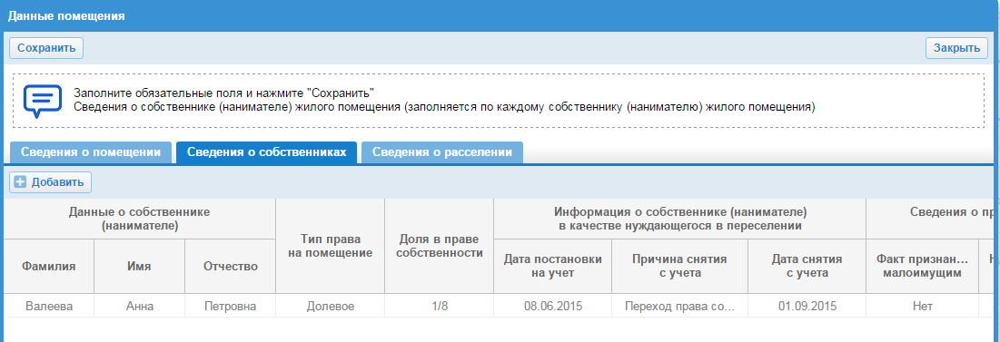 Данные помещения
Сохранить
Закрыть
Заполните обязательные поля и нажмите "Сохранить"
Сведения о собственнике (нанимателе) жилого помещения (заполняется по каждому собственнику (нанимателю) жилого помещения)
Сведения о помещении
Сведения о собственниках
Сведения о расселении
Добавить
Данные о собственнике
(нанимателе)
Тип права
на помещение
Доля в праве
собственности
Информация о собственнике (нанимателе)
в качестве нуждающегося в переселении
Сведения о пр
Фамилия
Имя
Отчество
Дата постановки
на учет
Причина снятия
с учета
Дата снятия
с учета
Факт признан...
малоимущим
Валеева
Анна
Петровна
Долевое
1/8
08.06.2015
Переход права со...
01.09.2015
Нет